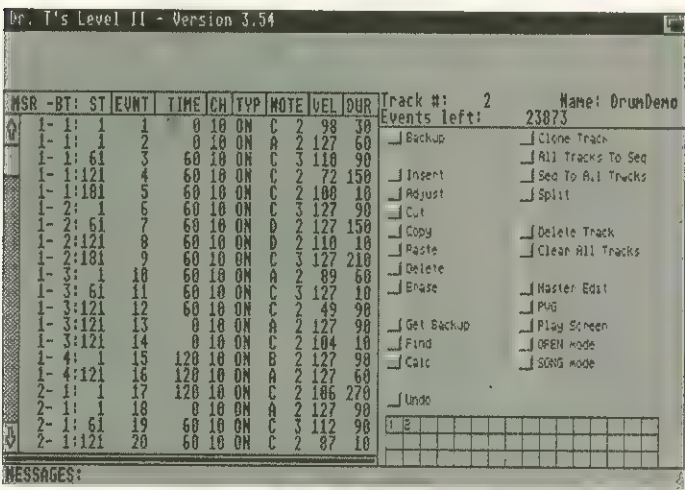 Dr. T's Level II - Version 3.54
MSR -BT: ST EVNT TIME CH TYP NOTE VEL DUR
1- 1: 1 1 0 10 ON C 2 98 30
1- 1: 1 2 0 10 ON A 2 127 60
1- 1: 61 3 60 10 ON C 3 110 90
1- 1:121 4 60 10 ON C 2 72 150
1- 1:181 5 60 10 ON C 2 108 10
1- 2: 1 6 60 10 ON C 3 127 90
1- 2: 61 7 60 10 ON D 2 127 150
1- 2:121 8 60 10 ON D 2 110 10
1- 2:181 9 60 10 ON C 3 127 210
1- 3: 1 10 60 10 ON A 2 89 60
1- 3: 61 11 60 10 ON C 3 127 10
1- 3:121 12 60 10 ON C 2 49 90
1- 3:121 13 0 10 ON A 2 127 90
1- 3:121 14 0 10 ON C 2 104 10
1- 4: 1 15 120 10 ON B 2 127 90
1- 4:121 16 120 10 ON A 2 127 60
2- 1: 1 17 120 10 ON C 2 106 270
2- 1: 1 18 0 10 ON A 2 127 90
2- 1: 61 19 60 10 ON C 3 112 90
2- 1:121 20 60 10 ON C 2 87 10
Track #: 2 Name: DrumDemo
Events left: 23873
Backup
Insert
Adjust
Cut
Copy
Paste
Delete
Erase
Get Backup
Find
Calc
Undo
Clone Track
All Tracks To Seq
Seq To All Tracks
Split
Delete Track
Clear All Tracks
Master Edit
PVG
Play Screen
OPEN mode
SONG mode
1 2
MESSAGES: